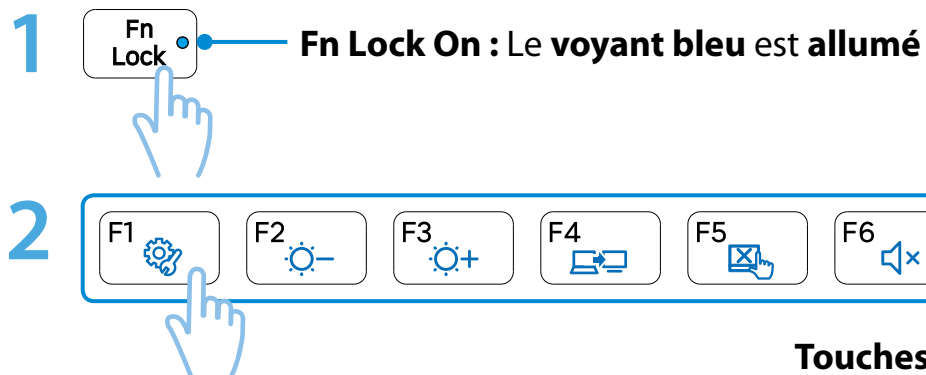 1
Fn
Lock
Fn Lock On : Le voyant bleu est allumé
2
F1 F2 F3 F4 F5 F6
Touches